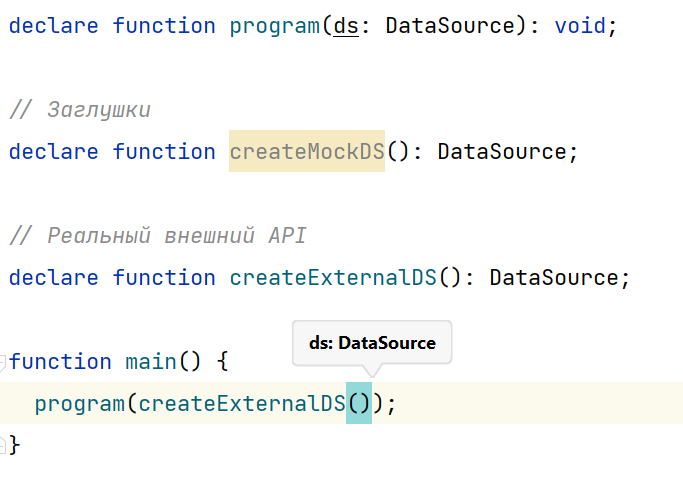 declare function program(ds: DataSource): void;
// Заглушки
declare function createMockDS(): DataSource;
// Реальный внешний API
declare function createExternalDS(): DataSource;
ds: DataSource
function main() {
program(createExternalDS());
}